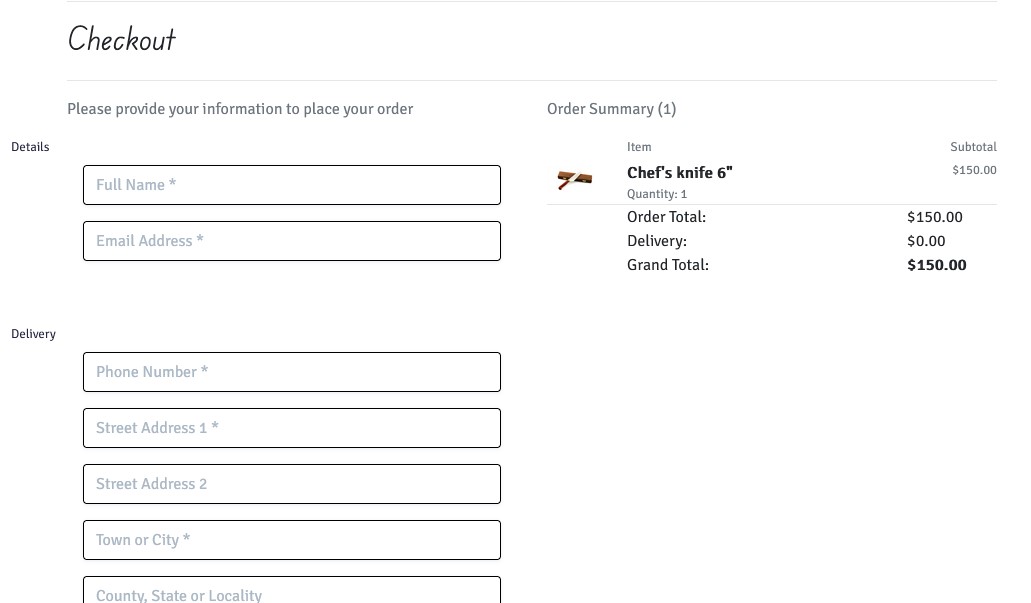 Checkout
Please provide your information to place your order
Details
Full Name *
Email Address *
Delivery
Phone Number *
Street Address 1 *
Street Address 2
Town or City *
County, State or Locality
Order Summary (1)
Item Subtotal
Chef's knife 6" $150.00
Quantity: 1
Order Total: $150.00
Delivery: $0.00
Grand Total: $150.00